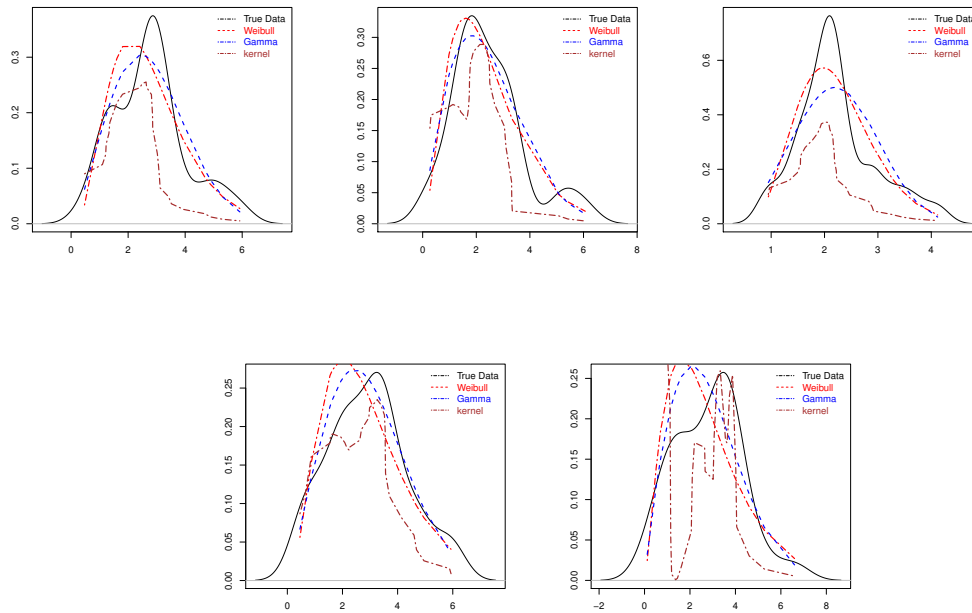 True Data
Weibull
Gamma
kernel
0.0 0.1 0.2 0.3
0 2 4 6
True Data
Weibull
Gamma
kernel
0.00 0.05 0.10 0.15 0.20 0.25 0.30
0 2 4 6 8
True Data
Weibull
Gamma
kernel
0.0 0.2 0.4 0.6
1 2 3 4
True Data
Weibull
Gamma
kernel
0.00 0.05 0.10 0.15 0.20 0.25
0 2 4 6
True Data
Weibull
Gamma
kernel
0.00 0.05 0.10 0.15 0.20 0.25
−2 0 2 4 6 8